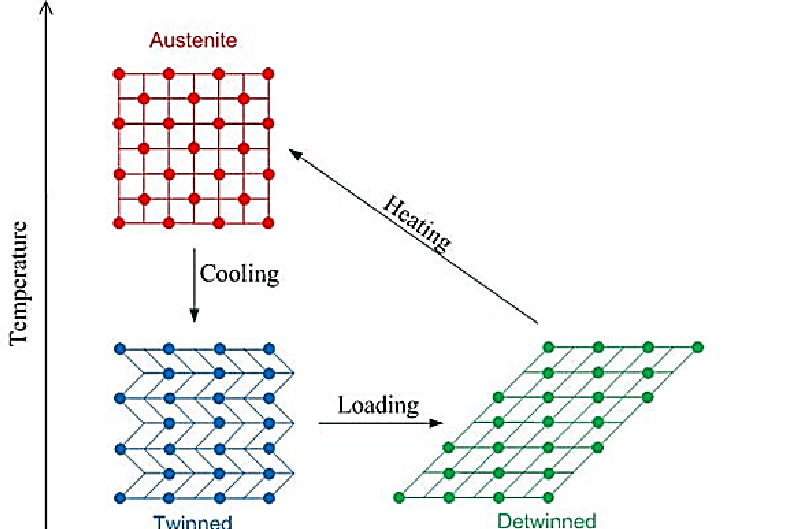 Austenite
Temperature
Heating
Cooling
Loading
Twinned
Detwinned